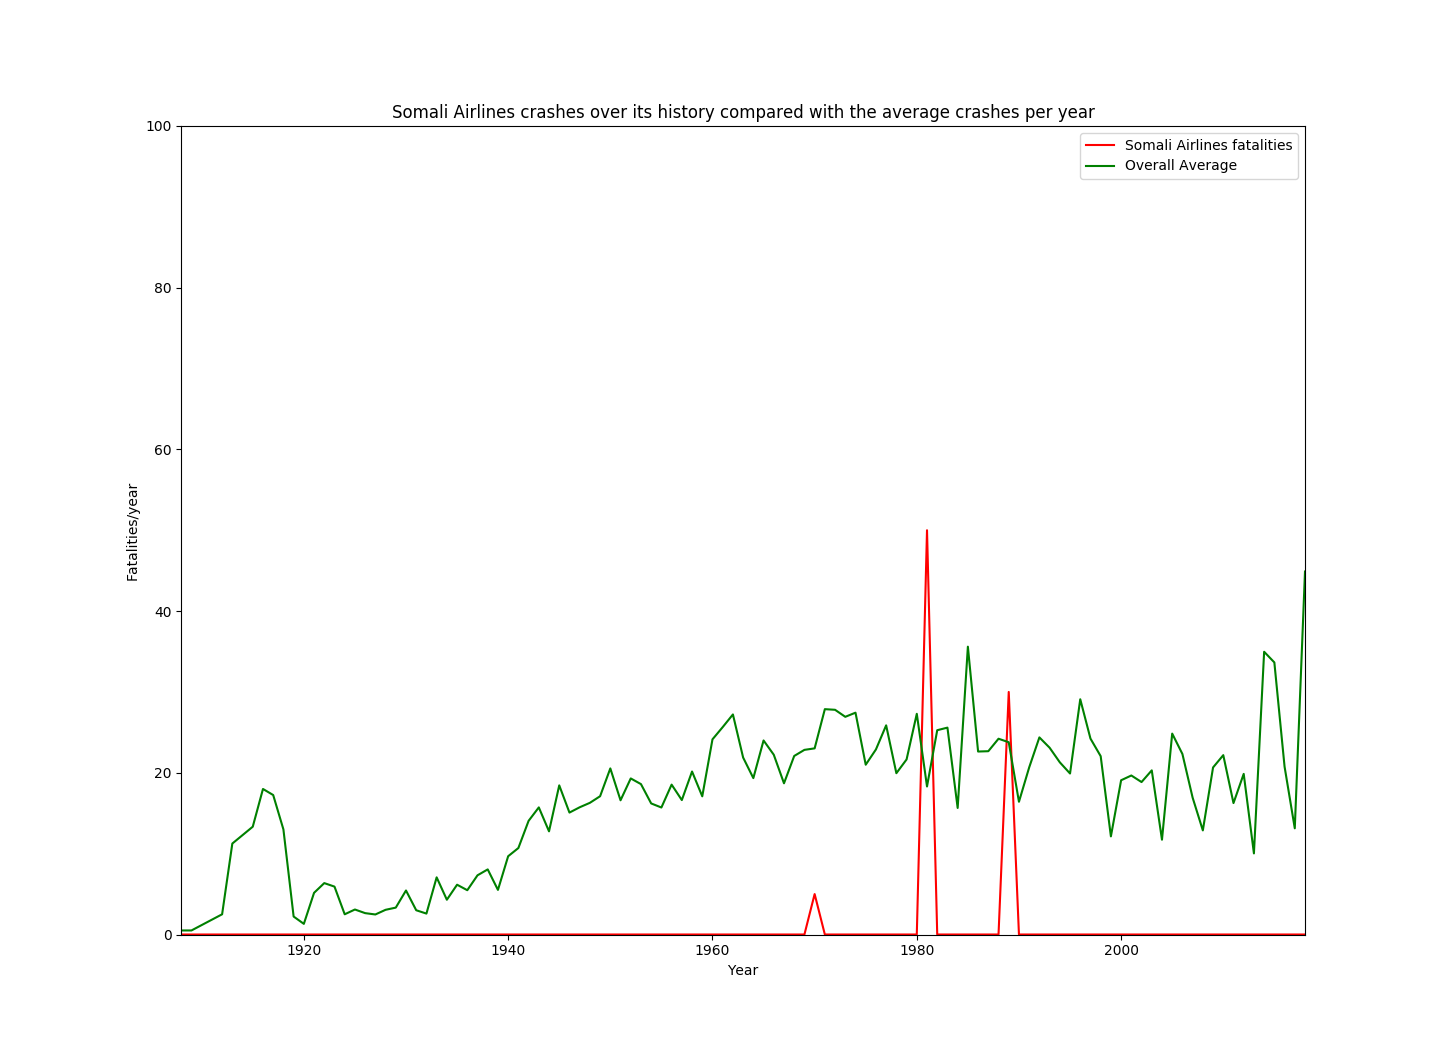 Somali Airlines crashes over its history compared with the average crashes per year
100
80
60
40
20
0
Fatalities/year
Somali Airlines fatalities
Overall Average
1920 1940 1960 1980 2000
Year